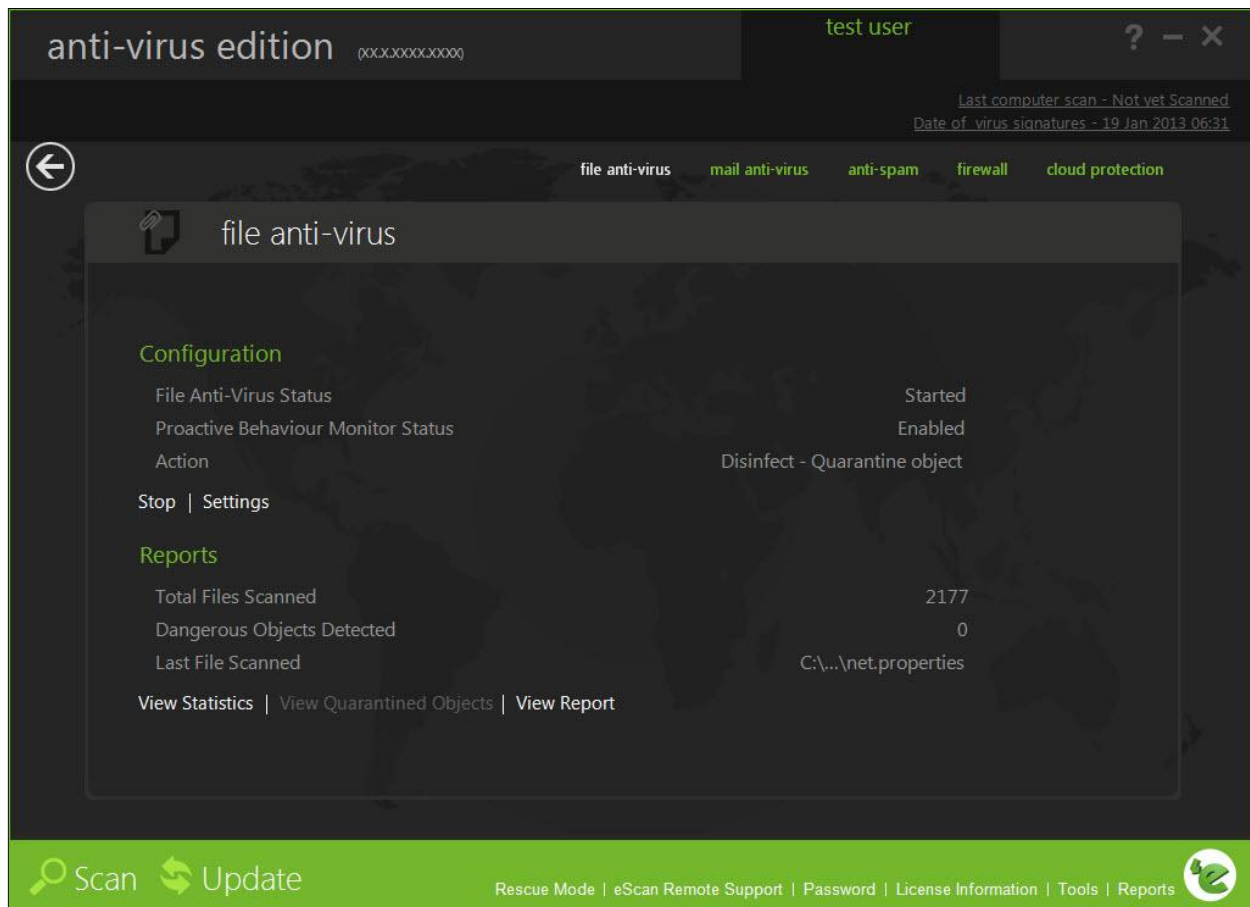 anti-virus edition (xx.x.xxxx.xxxx)
test user
? – ×
Last computer scan - Not yet Scanned
Date of virus signatures - 19 Jan 2013 06:31
file anti-virus mail anti-virus anti-spam firewall cloud protection
file anti-virus
Configuration
File Anti-Virus Status Started
Proactive Behaviour Monitor Status Enabled
Action Disinfect - Quarantine object
Stop | Settings
Reports
Total Files Scanned 2177
Dangerous Objects Detected 0
Last File Scanned C:\...\net.properties
View Statistics | View Quarantined Objects | View Report
Scan Update
Rescue Mode | eScan Remote Support | Password | License Information | Tools | Reports